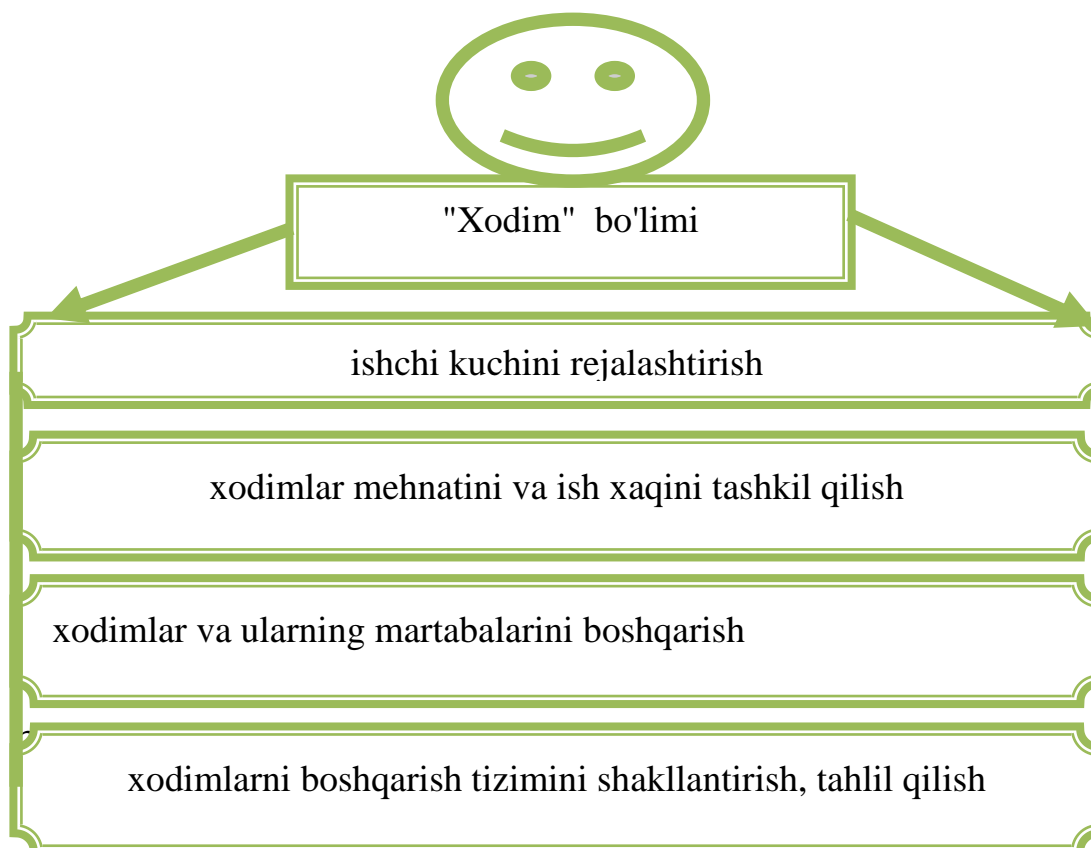 "Xodim" bo'limi
ishchi kuchini rejalashtirish
xodimlar mehnatini va ish xaqini tashkil qilish
xodimlar va ularning martabalarini boshqarish
xodimlarni boshqarish tizimini shakllantirish, tahlil qilish